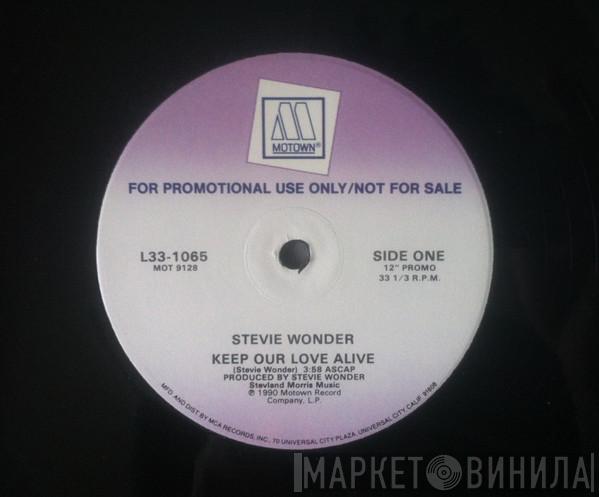 MOTOWN®
FOR PROMOTIONAL USE ONLY/NOT FOR SALE
L33-1065
MOT 9128
SIDE ONE
12" PROMO
33 1/3 R.P.M.
STEVIE WONDER
KEEP OUR LOVE ALIVE
(Stevie Wonder) 3:58 ASCAP
PRODUCED BY STEVIE WONDER
Stevland Morris Music
℗ 1990 Motown Record
Company, L.P.
MFG. AND DIST. BY MCA RECORDS, INC., 70 UNIVERSAL CITY PLAZA, UNIVERSAL CITY, CALIF. 91608
МАРКЕТ ВИНИЛА